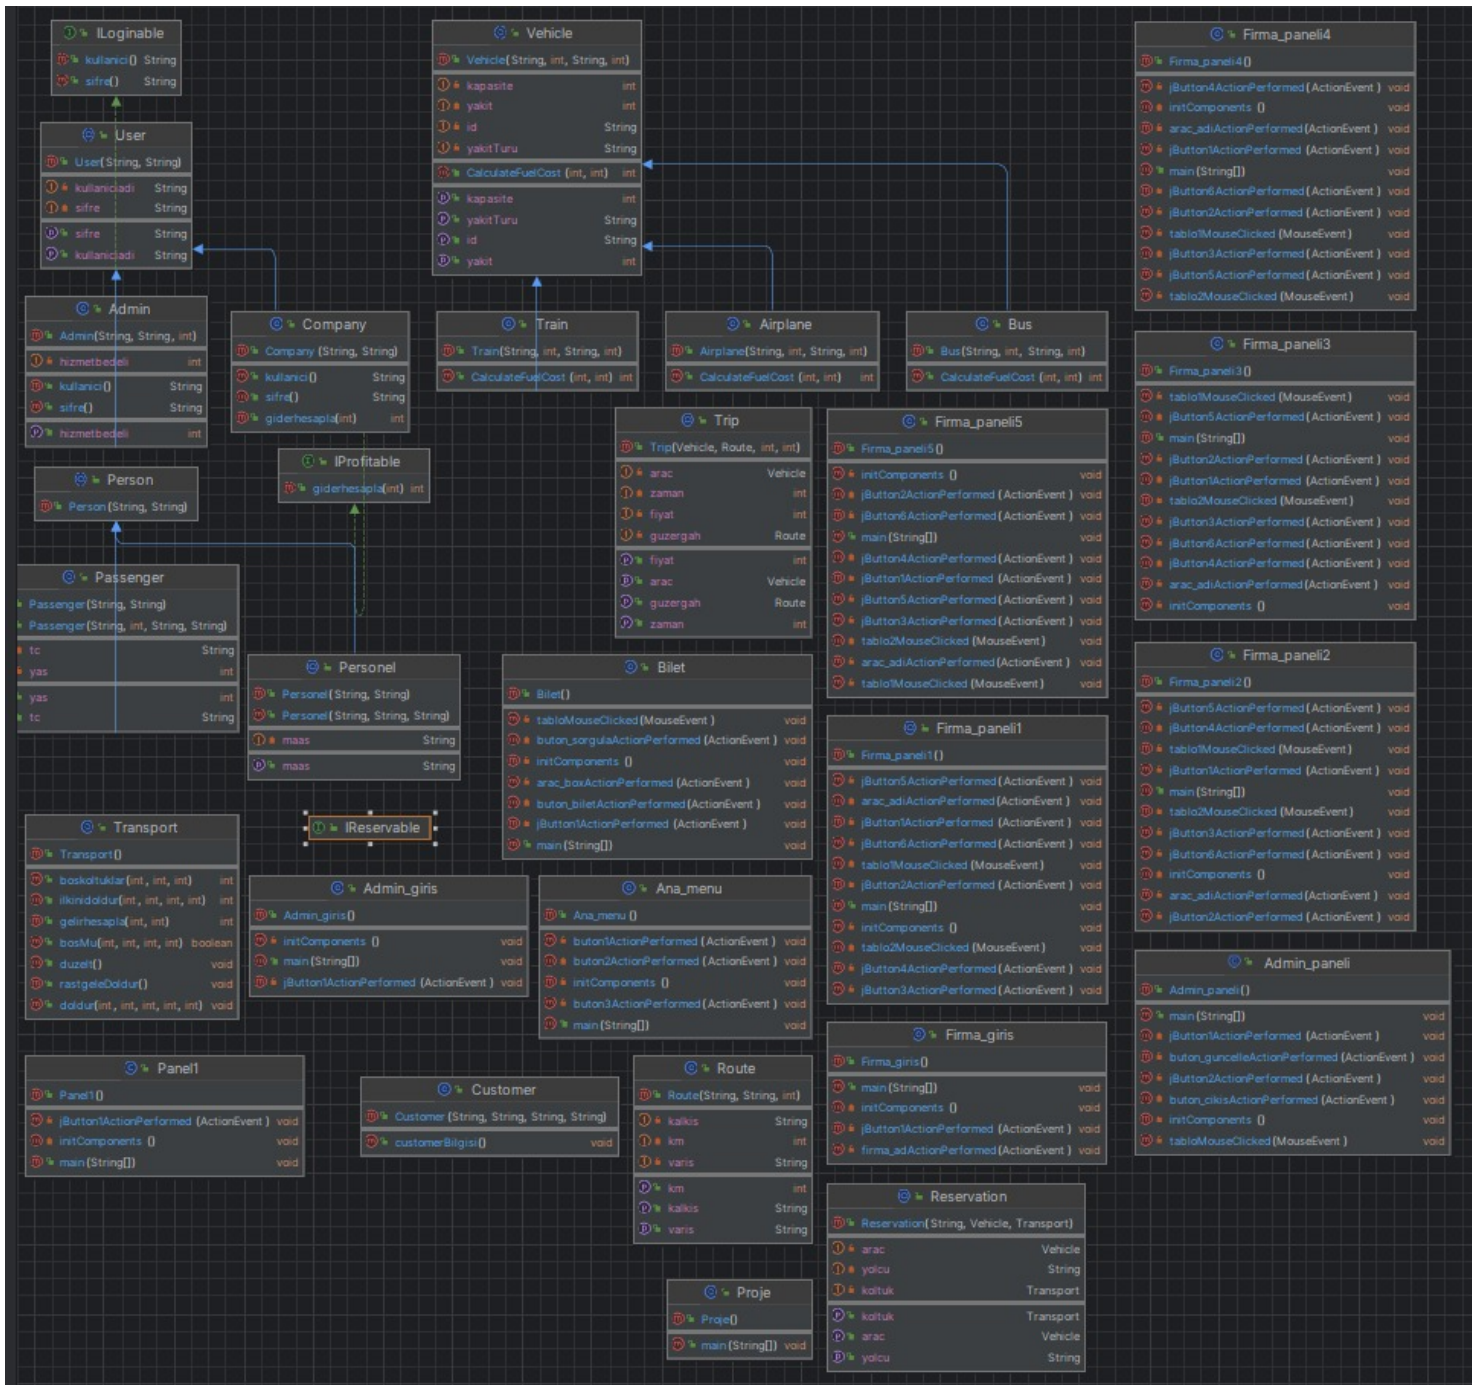 ILoginable
kullanici() String
sifre() String
User
User(String, String)
kullaniciadi String
sifre String
sifre String
kullaniciadi String
Admin
Admin(String, String, int)
hizmetbedeli int
kullanici() String
sifre() String
hizmetbedeli int
Company
Company (String, String)
kullanici() String
sifre() String
giderhesapla(int) int
Person
Person(String, String)
IProfitable
giderhesapla(int) int
Passenger
Passenger(String, String)
Passenger(String, int, String, String)
tc String
yas int
yas int
tc String
Personel
Personel(String, String)
Personel(String, String, String)
maas String
maas String
IReservable
Transport
Transport()
boskoltuklar(int, int, int) int
ilkinidoldur(int, int, int, int) int
gelirhesapla(int, int) int
bosMu(int, int, int, int) boolean
duzelt() void
rastgeleDoldur() void
doldur(int, int, int, int, int) void
Admin_giris
Admin_giris()
initComponents () void
main(String[]) void
jButton1ActionPerformed (ActionEvent ) void
Panel1
Panel1()
jButton1ActionPerformed (ActionEvent ) void
initComponents () void
main(String[]) void
Customer
Customer (String, String, String, String)
customerBilgisi() void
Vehicle
Vehicle(String, int, String, int)
kapasite int
yakit int
id String
yakitTuru String
CalculateFuelCost (int, int) int
kapasite int
yakitTuru String
id String
yakit int
Train
Train(String, int, String, int)
CalculateFuelCost (int, int) int
Airplane
Airplane(String, int, String, int)
CalculateFuelCost (int, int) int
Bus
Bus(String, int, String, int)
CalculateFuelCost (int, int) int
Trip
Trip(Vehicle, Route, int, int)
arac Vehicle
zaman int
fiyat int
guzergah Route
fiyat int
arac Vehicle
guzergah Route
zaman int
Bilet
Bilet()
tabloMouseClicked(MouseEvent ) void
buton_sorgulaActionPerformed (ActionEvent ) void
initComponents () void
arac_boxActionPerformed (ActionEvent ) void
buton_biletActionPerformed(ActionEvent ) void
jButton1ActionPerformed (ActionEvent ) void
main(String[]) void
Ana_menu
Ana_menu ()
buton1ActionPerformed (ActionEvent ) void
buton2ActionPerformed (ActionEvent ) void
initComponents () void
buton3ActionPerformed (ActionEvent ) void
main(String[]) void
Route
Route(String, String, int)
kalkis String
km int
varis String
km int
kalkis String
varis String
Proje
Proje()
main(String[]) void
Firma_paneli5
Firma_paneli5()
initComponents () void
jButton2ActionPerformed (ActionEvent ) void
jButton6ActionPerformed (ActionEvent ) void
main(String[]) void
jButton4ActionPerformed (ActionEvent ) void
jButton1ActionPerformed (ActionEvent ) void
jButton5ActionPerformed (ActionEvent ) void
jButton3ActionPerformed (ActionEvent ) void
tablo2MouseClicked (MouseEvent ) void
arac_adiActionPerformed(ActionEvent ) void
tablo1MouseClicked (MouseEvent ) void
Firma_paneli1
Firma_paneli1()
jButton5ActionPerformed (ActionEvent ) void
arac_adiActionPerformed(ActionEvent ) void
jButton1ActionPerformed (ActionEvent ) void
jButton6ActionPerformed (ActionEvent ) void
tablo1MouseClicked (MouseEvent ) void
jButton2ActionPerformed (ActionEvent ) void
main(String[]) void
initComponents () void
tablo2MouseClicked (MouseEvent ) void
jButton4ActionPerformed (ActionEvent ) void
jButton3ActionPerformed (ActionEvent ) void
Firma_giris
Firma_giris()
main(String[]) void
initComponents () void
jButton1ActionPerformed (ActionEvent ) void
firma_adActionPerformed(ActionEvent ) void
Reservation
Reservation(String, Vehicle, Transport)
arac Vehicle
yolcu String
koltuk Transport
koltuk Transport
arac Vehicle
yolcu String
Firma_paneli4
Firma_paneli4()
jButton4ActionPerformed (ActionEvent ) void
initComponents () void
arac_adiActionPerformed(ActionEvent ) void
jButton1ActionPerformed (ActionEvent ) void
main(String[]) void
jButton6ActionPerformed (ActionEvent ) void
jButton2ActionPerformed (ActionEvent ) void
tablo1MouseClicked (MouseEvent ) void
jButton3ActionPerformed (ActionEvent ) void
jButton5ActionPerformed (ActionEvent ) void
tablo2MouseClicked (MouseEvent ) void
Firma_paneli3
Firma_paneli3()
tablo1MouseClicked (MouseEvent ) void
jButton5ActionPerformed (ActionEvent ) void
main(String[]) void
jButton2ActionPerformed (ActionEvent ) void
jButton1ActionPerformed (ActionEvent ) void
tablo2MouseClicked (MouseEvent ) void
jButton3ActionPerformed (ActionEvent ) void
jButton6ActionPerformed (ActionEvent ) void
jButton4ActionPerformed (ActionEvent ) void
arac_adiActionPerformed(ActionEvent ) void
initComponents () void
Firma_paneli2
Firma_paneli2()
jButton5ActionPerformed (ActionEvent ) void
jButton4ActionPerformed (ActionEvent ) void
tablo1MouseClicked (MouseEvent ) void
jButton1ActionPerformed (ActionEvent ) void
main(String[]) void
tablo2MouseClicked (MouseEvent ) void
jButton3ActionPerformed (ActionEvent ) void
jButton6ActionPerformed (ActionEvent ) void
initComponents () void
arac_adiActionPerformed(ActionEvent ) void
jButton2ActionPerformed (ActionEvent ) void
Admin_paneli
Admin_paneli()
main(String[]) void
jButton1ActionPerformed (ActionEvent ) void
buton_guncelleActionPerformed (ActionEvent ) void
jButton2ActionPerformed (ActionEvent ) void
buton_cikisActionPerformed(ActionEvent ) void
initComponents () void
tabloMouseClicked(MouseEvent ) void